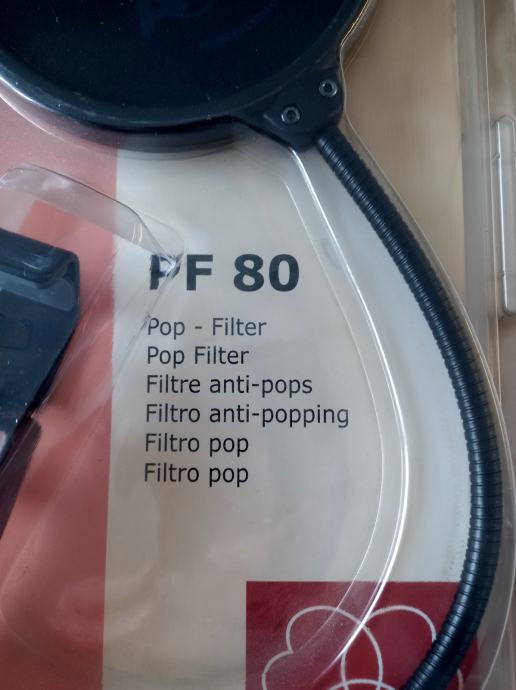 PF 80
Pop - Filter
Pop Filter
Filtre anti-pops
Filtro anti-popping
Filtro pop
Filtro pop